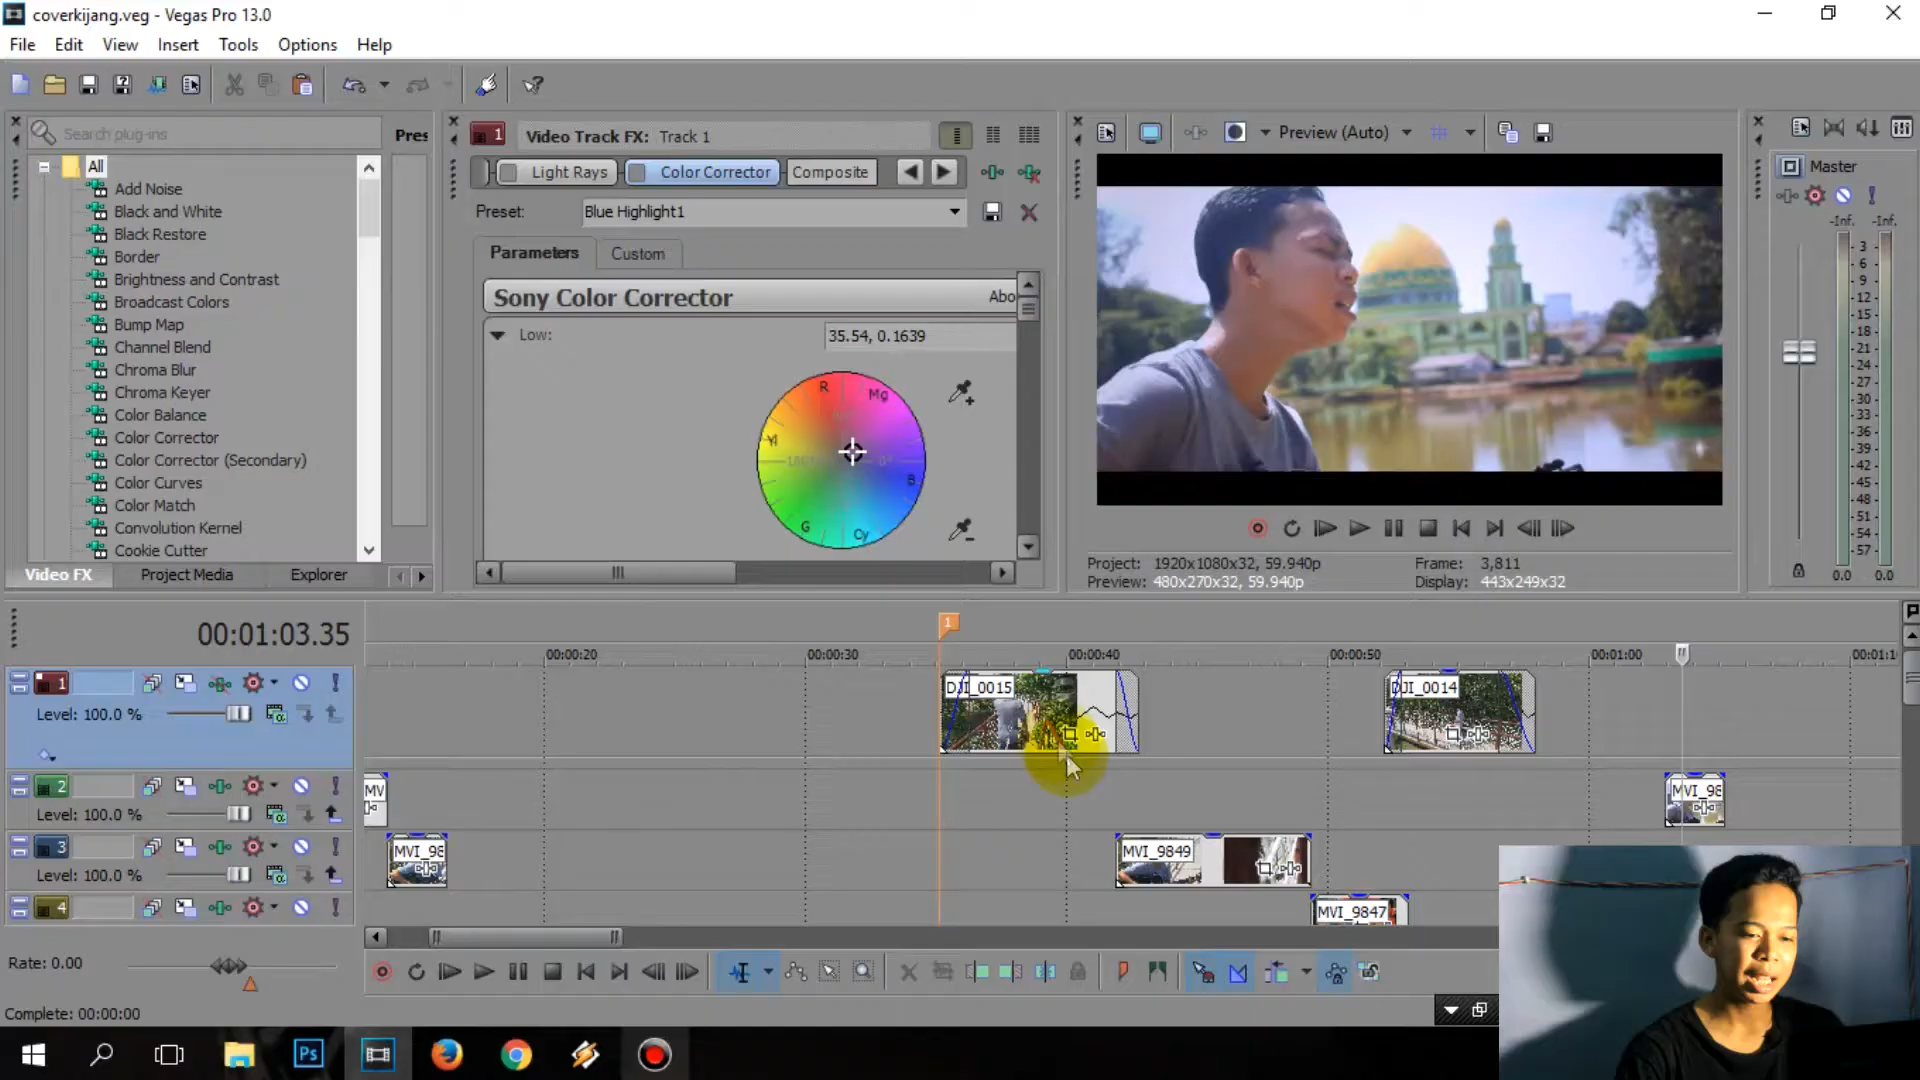 coverkijang.veg - Vegas Pro 13.0
File Edit View Insert Tools Options Help
Search plug-ins
Pres
All
Add Noise
Black and White
Black Restore
Border
Brightness and Contrast
Broadcast Colors
Bump Map
Channel Blend
Chroma Blur
Chroma Keyer
Color Balance
Color Corrector
Color Corrector (Secondary)
Color Curves
Color Match
Convolution Kernel
Cookie Cutter
Video FX Project Media Explorer
1 Video Track FX: Track 1
Light Rays Color Corrector Composite
Preset: Blue Highlight1
Parameters Custom
Sony Color Corrector Abo
Low: 35.54, 0.1639
R Mg
Yl B
G Cy
Preview (Auto)
Project: 1920x1080x32, 59.940p Frame: 3,811
Preview: 480x270x32, 59.940p Display: 443x249x32
Master
-Inf. -Inf.
3
6
9
12
15
18
21
24
27
30
33
36
39
42
45
48
51
54
57
0.0 0.0
00:01:03.35
1
00:00:20 00:00:30 00:00:40 00:00:50 00:01:00 00:01:1
1
Level: 100.0 %
DJI_0015 DJI_0014
2
Level: 100.0 %
MV MVI_98
3
Level: 100.0 %
MVI_98 MVI_9849
4
MVI_9847
Rate: 0.00
Complete: 00:00:00
Ps